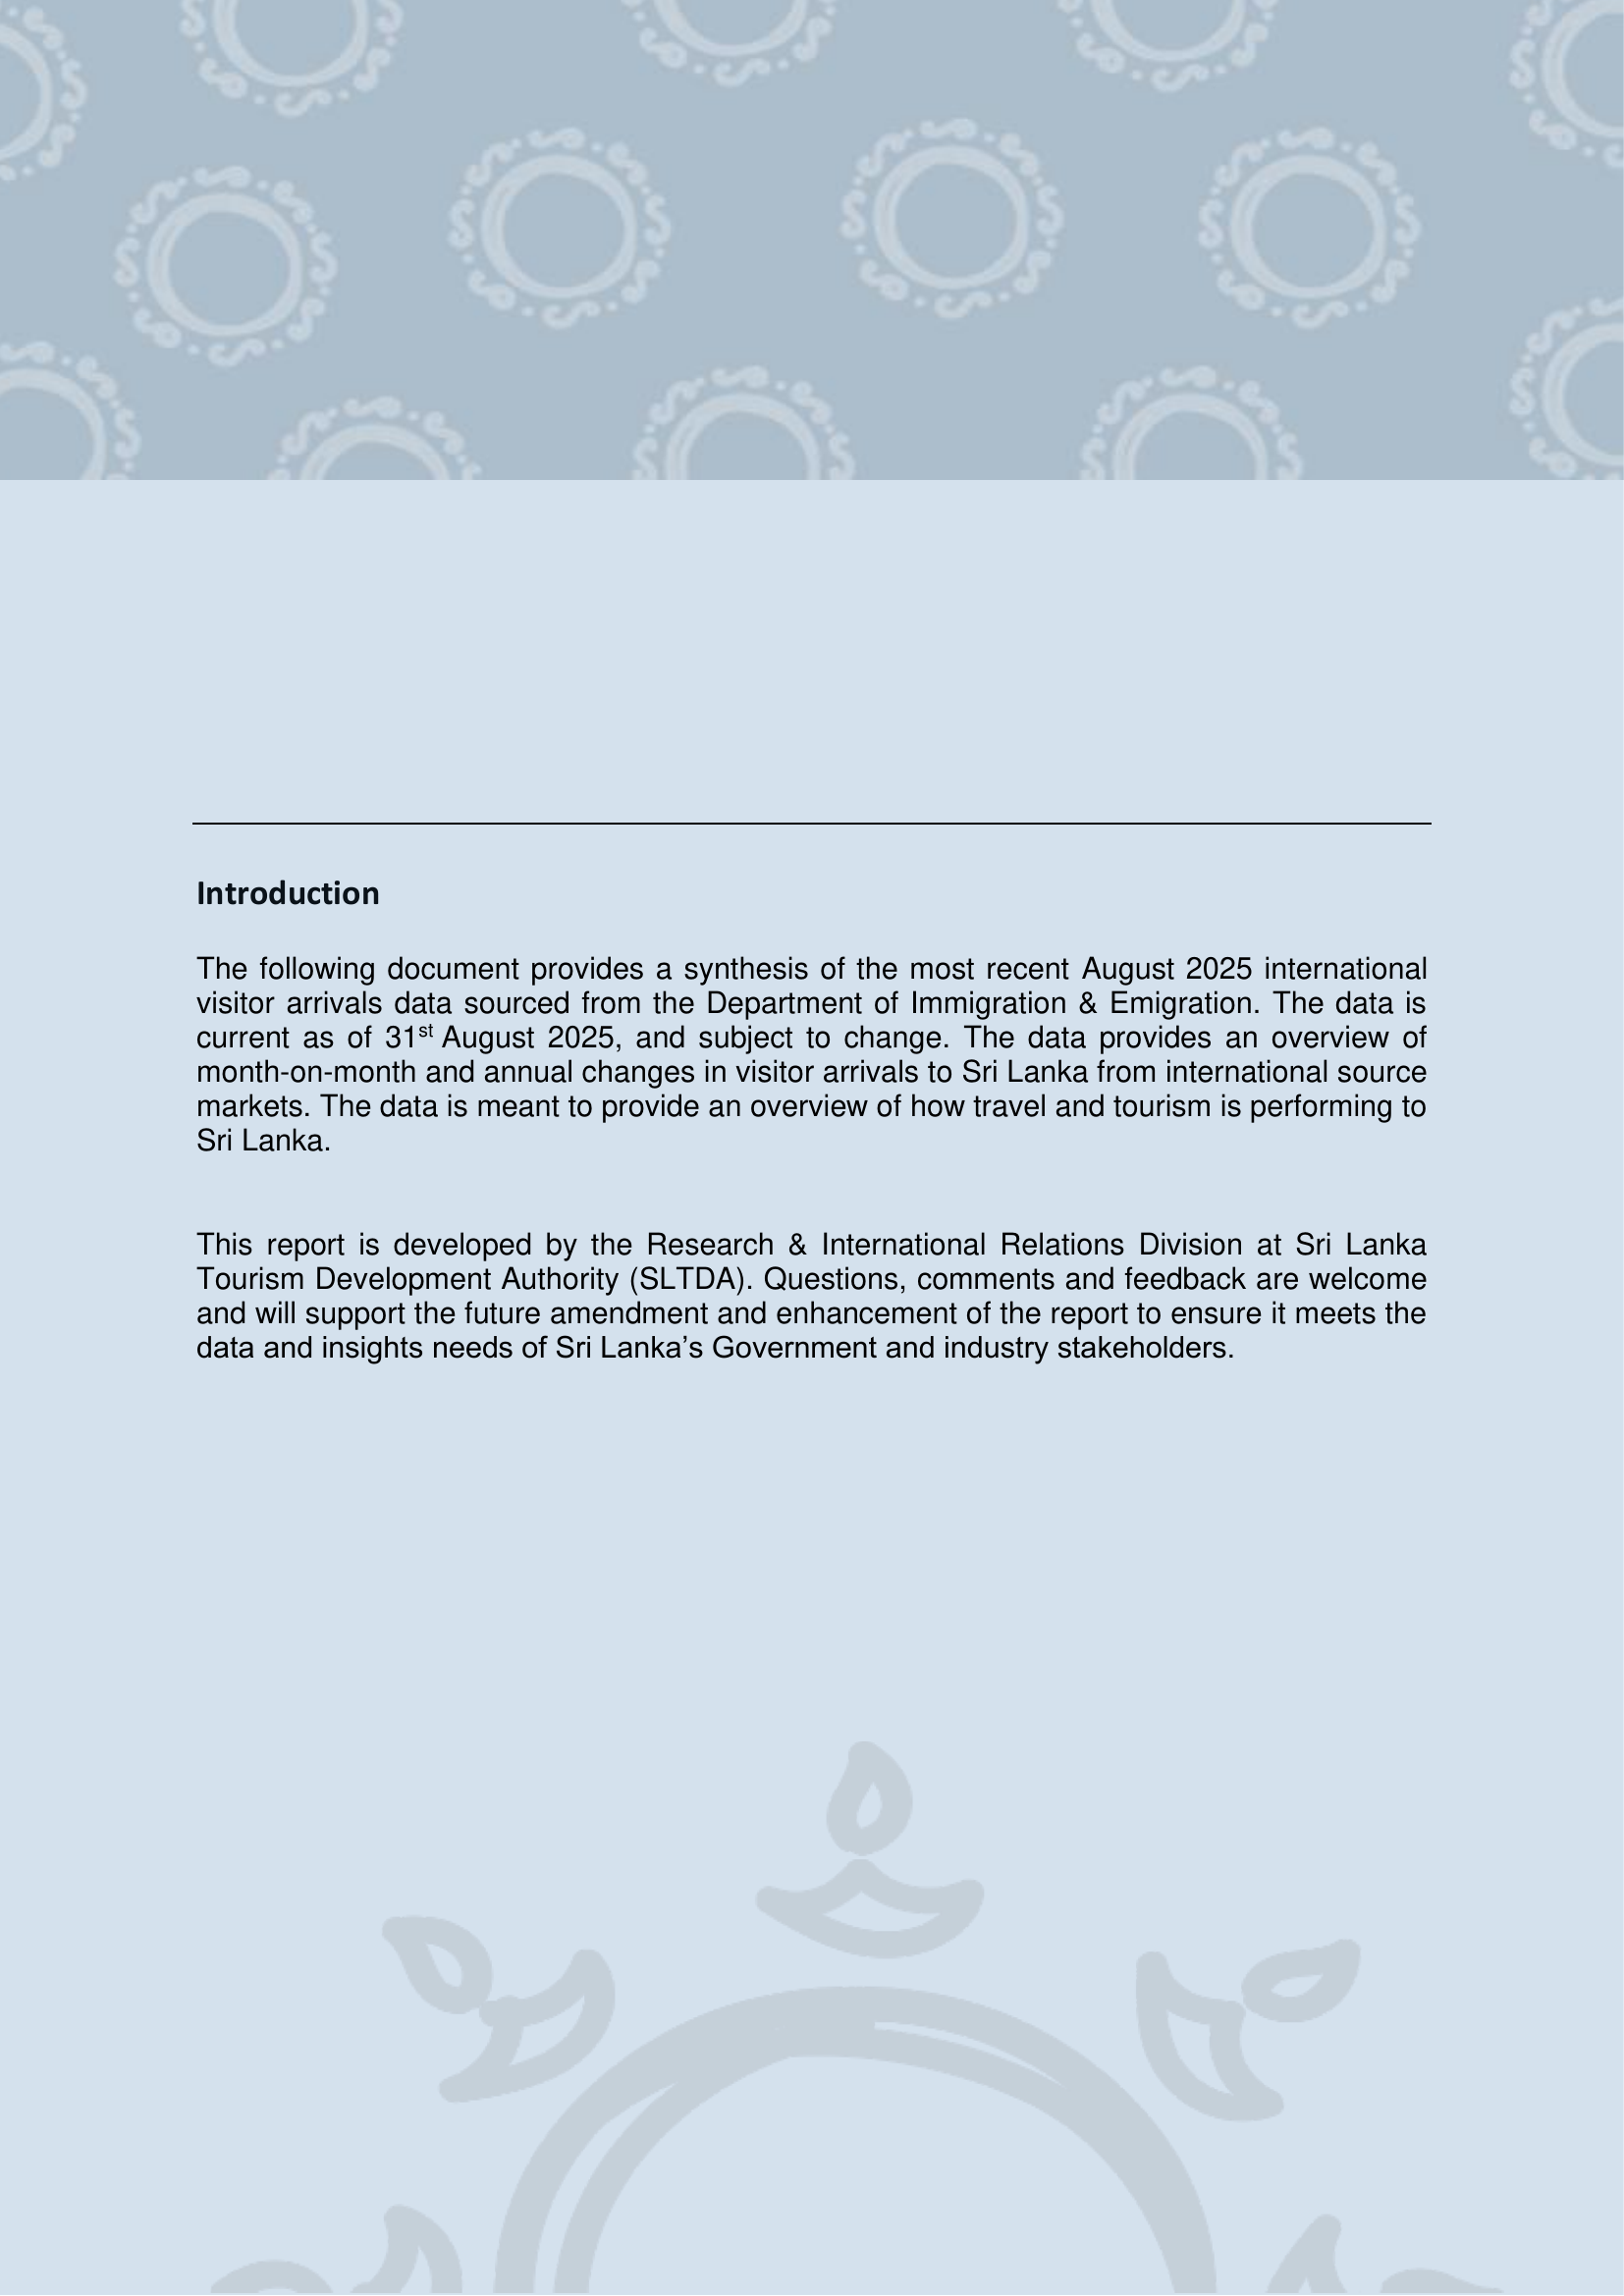 Introduction
The following document provides a synthesis of the most recent August 2025 international
visitor arrivals data sourced from the Department of Immigration & Emigration. The data is
current as of 31st August 2025, and subject to change. The data provides an overview of
month-on-month and annual changes in visitor arrivals to Sri Lanka from international source
markets. The data is meant to provide an overview of how travel and tourism is performing to
Sri Lanka.
This report is developed by the Research & International Relations Division at Sri Lanka
Tourism Development Authority (SLTDA). Questions, comments and feedback are welcome
and will support the future amendment and enhancement of the report to ensure it meets the
data and insights needs of Sri Lanka’s Government and industry stakeholders.